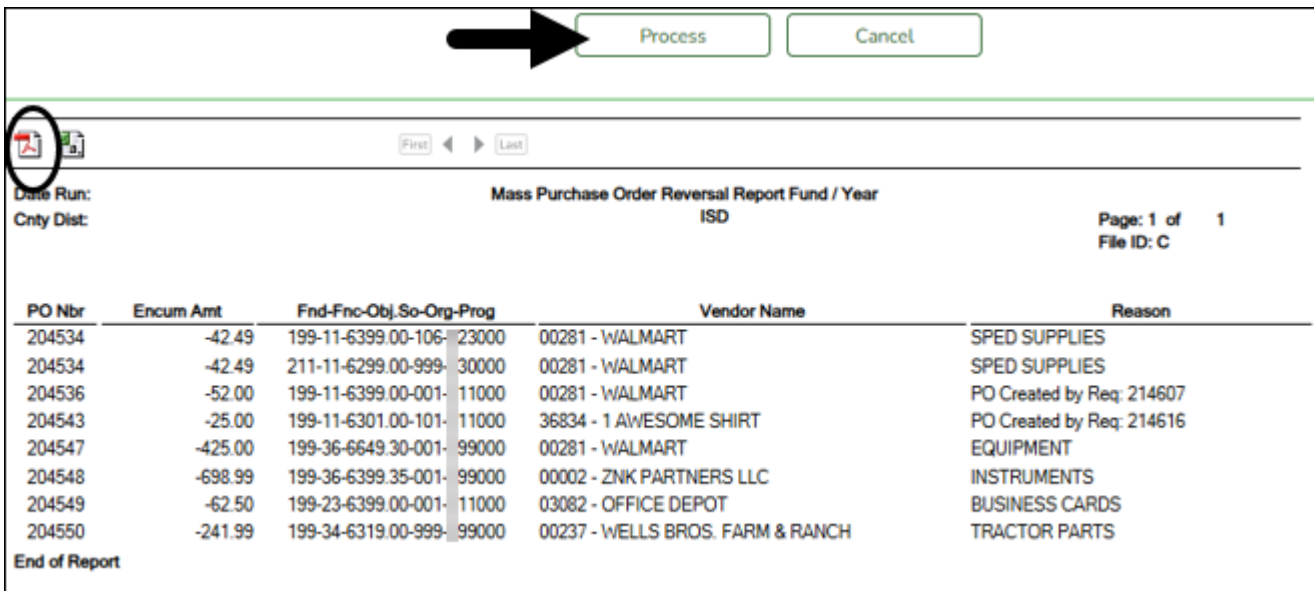 Process Cancel
First Last
Date Run: Mass Purchase Order Reversal Report Fund / Year
Cnty Dist: ISD Page: 1 of 1
File ID: C
PO Nbr Encum Amt Fnd-Fnc-Obj.So-Org-Prog Vendor Name Reason
204534 -42.49 199-11-6399.00-106- 23000 00281 - WALMART SPED SUPPLIES
204534 -42.49 211-11-6299.00-999- 30000 00281 - WALMART SPED SUPPLIES
204536 -52.00 199-11-6399.00-001- 11000 00281 - WALMART PO Created by Req: 214607
204543 -25.00 199-11-6301.00-101- 11000 36834 - 1 AWESOME SHIRT PO Created by Req: 214616
204547 -425.00 199-36-6649.30-001- 99000 00281 - WALMART EQUIPMENT
204548 -698.99 199-36-6399.35-001- 99000 00002 - ZNK PARTNERS LLC INSTRUMENTS
204549 -62.50 199-23-6399.00-001- 11000 03082 - OFFICE DEPOT BUSINESS CARDS
204550 -241.99 199-34-6319.00-999- 99000 00237 - WELLS BROS. FARM & RANCH TRACTOR PARTS
End of Report